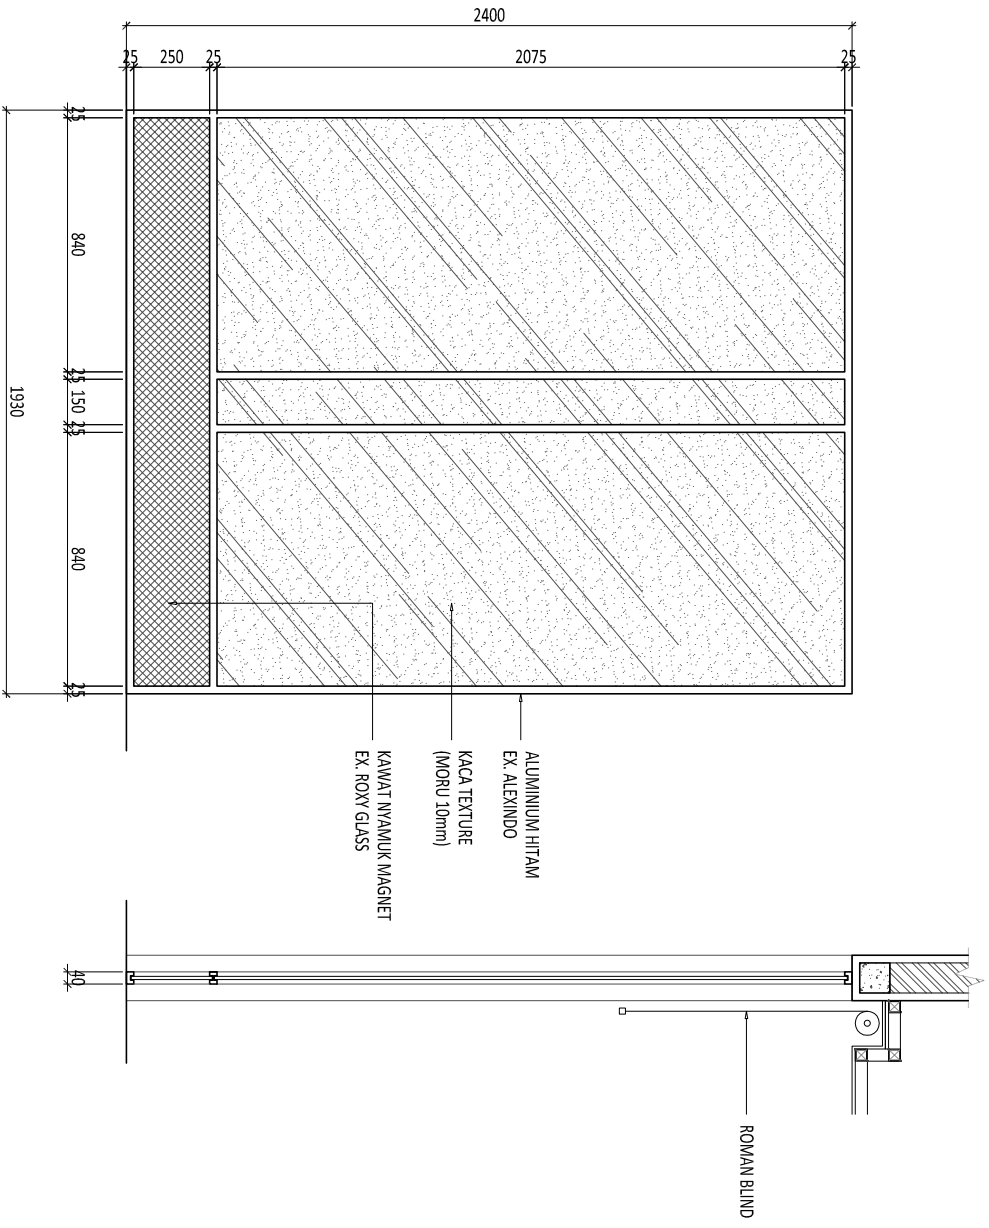 2400
25
250
25
2075
25
25
840
25
150
25
840
25
1930
ALUMINIUM HITAM
EX. ALEXINDO
KACA TEXTURE
(MORU 10mm)
KAWAT NYAMUK MAGNET
EX. ROXY GLASS
40
ROMAN BLIND